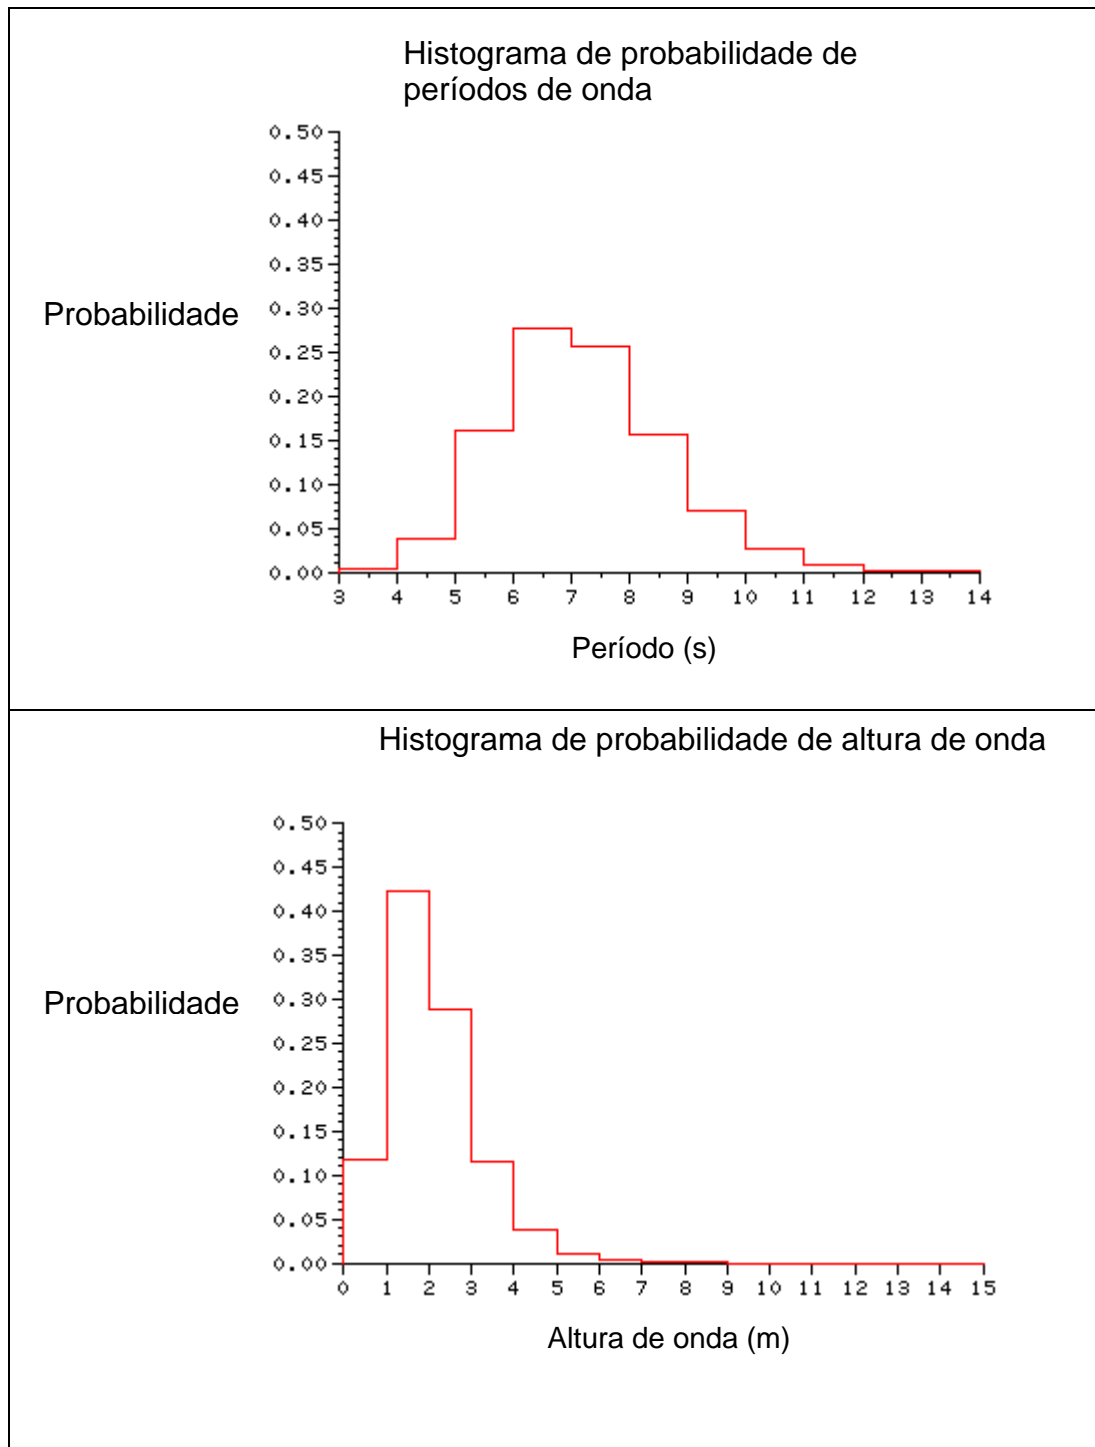 Histograma de probabilidade de
períodos de onda
0.50
0.45
0.40
0.35
0.30
0.25
0.20
0.15
0.10
0.05
0.00
Probabilidade
3 4 5 6 7 8 9 10 11 12 13 14
Período (s)
Histograma de probabilidade de altura de onda
0.50
0.45
0.40
0.35
0.30
0.25
0.20
0.15
0.10
0.05
0.00
Probabilidade
0 1 2 3 4 5 6 7 8 9 10 11 12 13 14 15
Altura de onda (m)